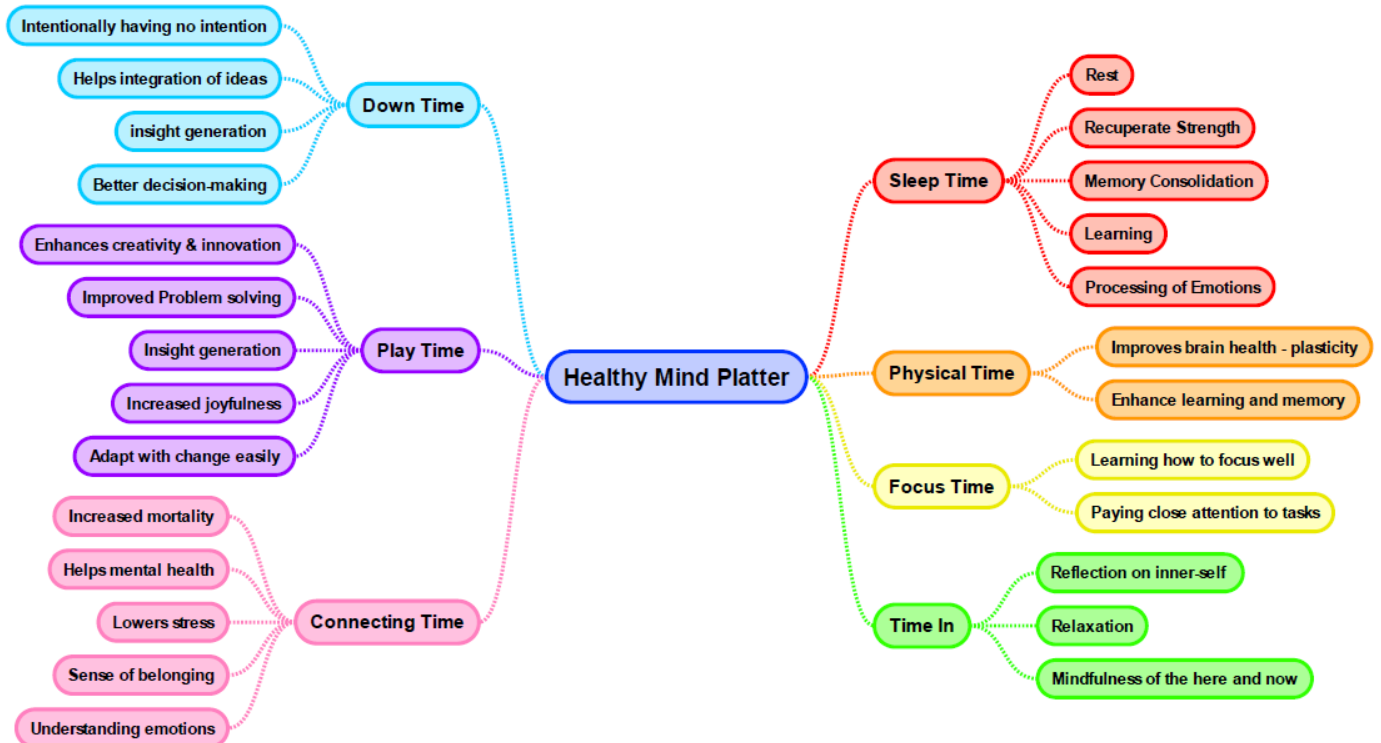 Healthy Mind Platter
Down Time
Intentionally having no intention
Helps integration of ideas
insight generation
Better decision-making
Play Time
Enhances creativity & innovation
Improved Problem solving
Insight generation
Increased joyfulness
Adapt with change easily
Connecting Time
Increased mortality
Helps mental health
Lowers stress
Sense of belonging
Understanding emotions
Sleep Time
Rest
Recuperate Strength
Memory Consolidation
Learning
Processing of Emotions
Physical Time
Improves brain health - plasticity
Enhance learning and memory
Focus Time
Learning how to focus well
Paying close attention to tasks
Time In
Reflection on inner-self
Relaxation
Mindfulness of the here and now